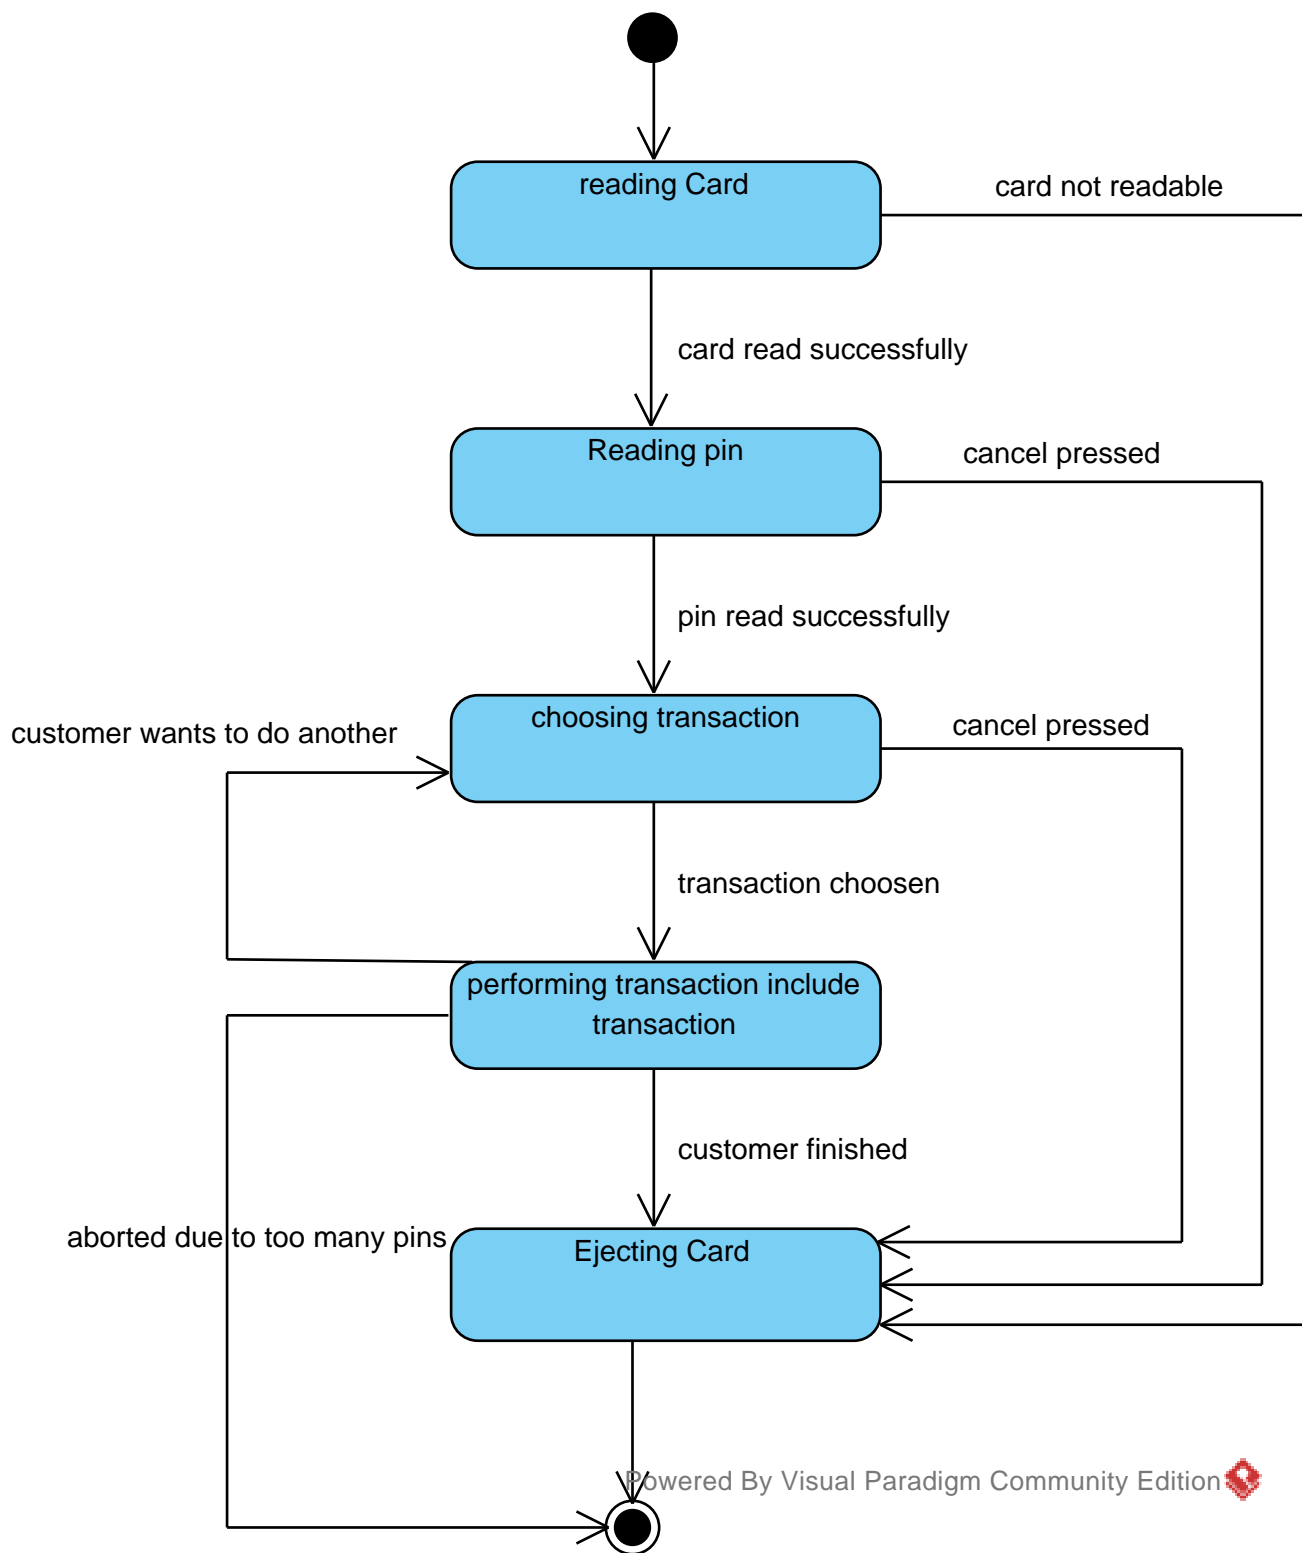 reading Card
card not readable
card read successfully
Reading pin
cancel pressed
pin read successfully
choosing transaction
cancel pressed
customer wants to do another
transaction choosen
performing transaction include
transaction
customer finished
aborted due to too many pins
Ejecting Card
Powered By Visual Paradigm Community Edition